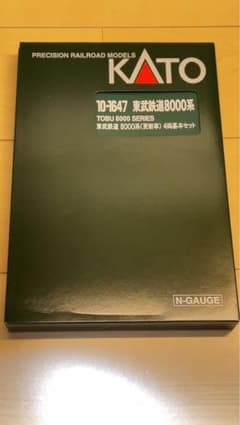 PRECISION RAILROAD MODELS
KATO
10-1647 東武鉄道8000系
TOBU 8000 SERIES
東武鉄道 8000系(更新車) 4両基本セット
N-GAUGE